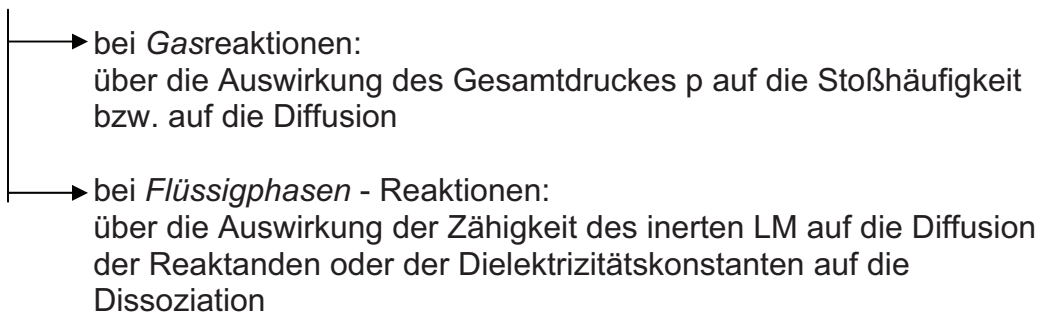 bei Gasreaktionen:
über die Auswirkung des Gesamtdruckes p auf die Stoßhäufigkeit
bzw. auf die Diffusion
bei Flüssigphasen - Reaktionen:
über die Auswirkung der Zähigkeit des inerten LM auf die Diffusion
der Reaktanden oder der Dielektrizitätskonstanten auf die
Dissoziation